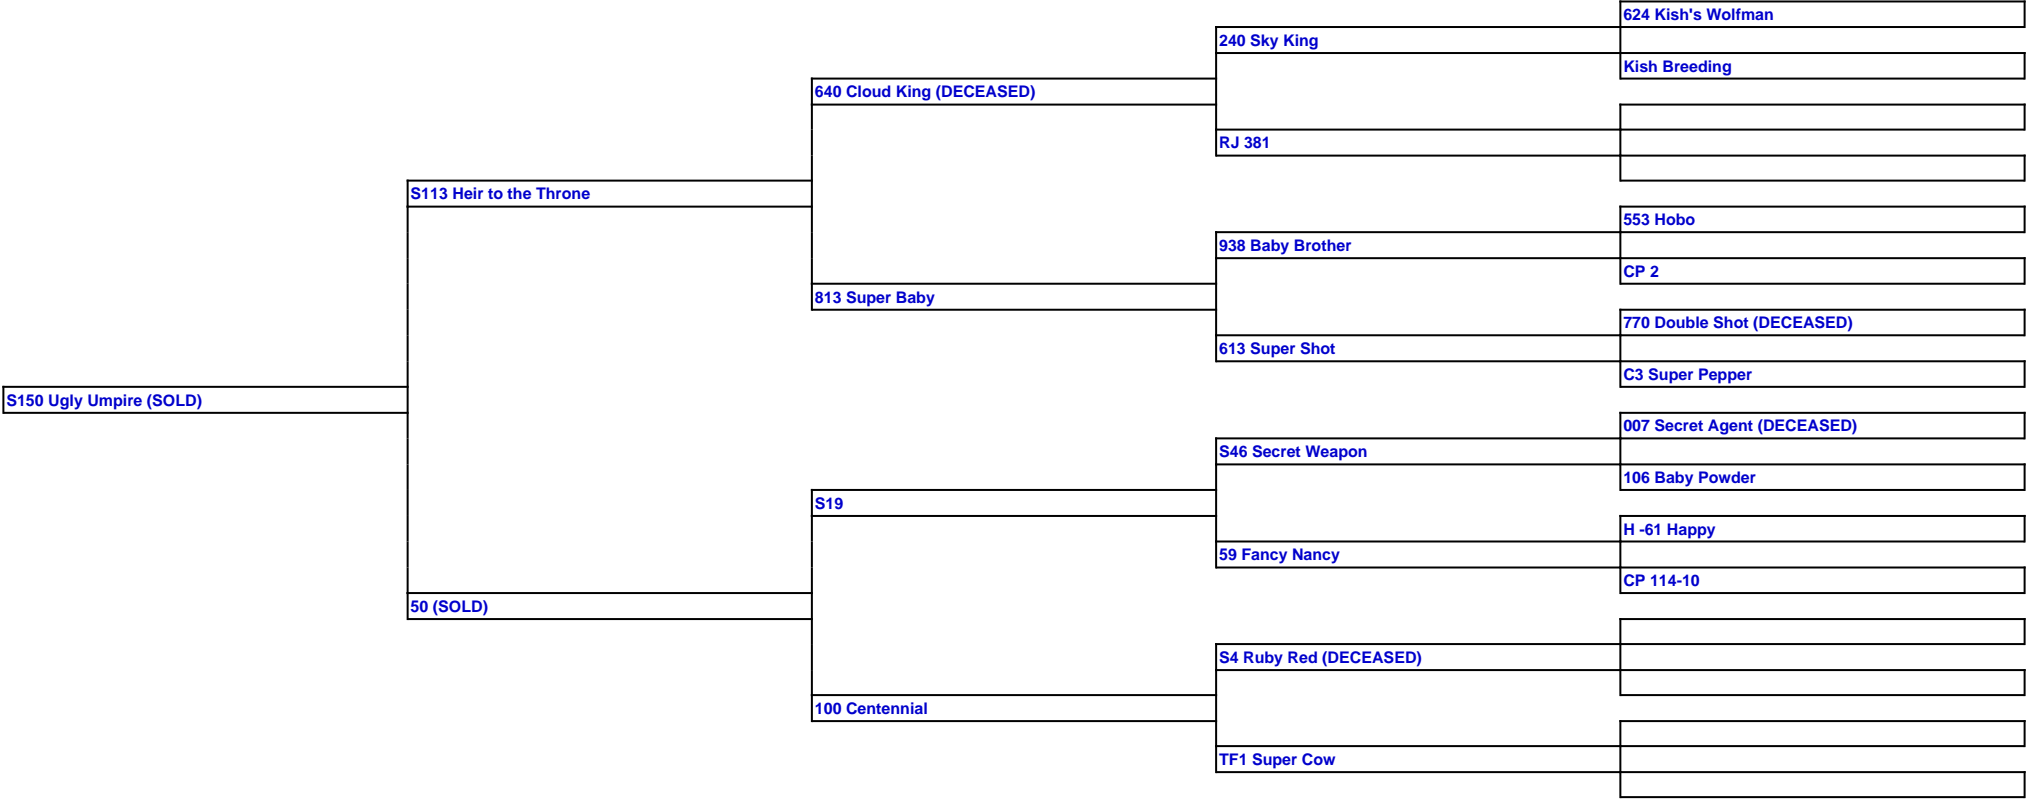 624 Kish's Wolfman
240 Sky King
Kish Breeding
640 Cloud King (DECEASED)
RJ 381
S113 Heir to the Throne
553 Hobo
938 Baby Brother
CP 2
813 Super Baby
770 Double Shot (DECEASED)
613 Super Shot
C3 Super Pepper
S150 Ugly Umpire (SOLD)
007 Secret Agent (DECEASED)
S46 Secret Weapon
106 Baby Powder
S19
H -61 Happy
59 Fancy Nancy
CP 114-10
50 (SOLD)
S4 Ruby Red (DECEASED)
100 Centennial
TF1 Super Cow